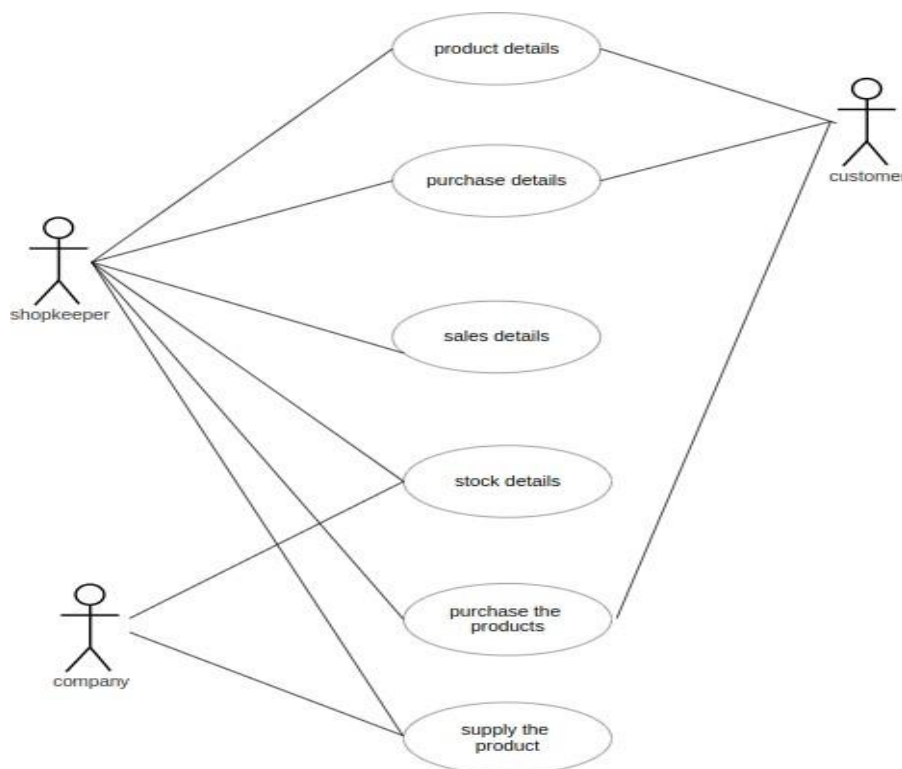 product details
customer
purchase details
shopkeeper
sales details
stock details
purchase the
products
company
supply the
product